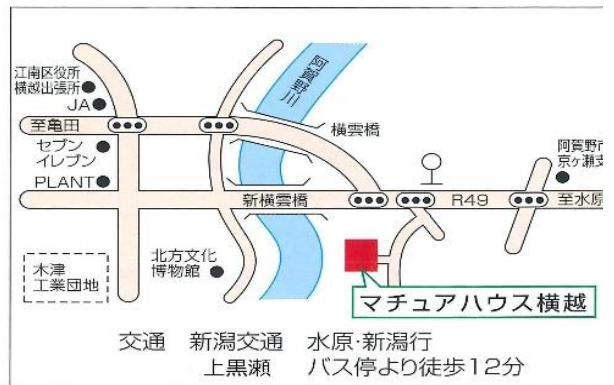 江南区役所
横越出張所
JA
至亀田
セブン
イレブン
PLANT
木津
工業団地
北方文化
博物館
阿賀野川
横雲橋
新横雲橋
R49
阿賀野市
京ヶ瀬支
至水原
マチュアハウス横越
交通 新潟交通 水原·新潟行
上黒瀬 バス停より徒歩12分